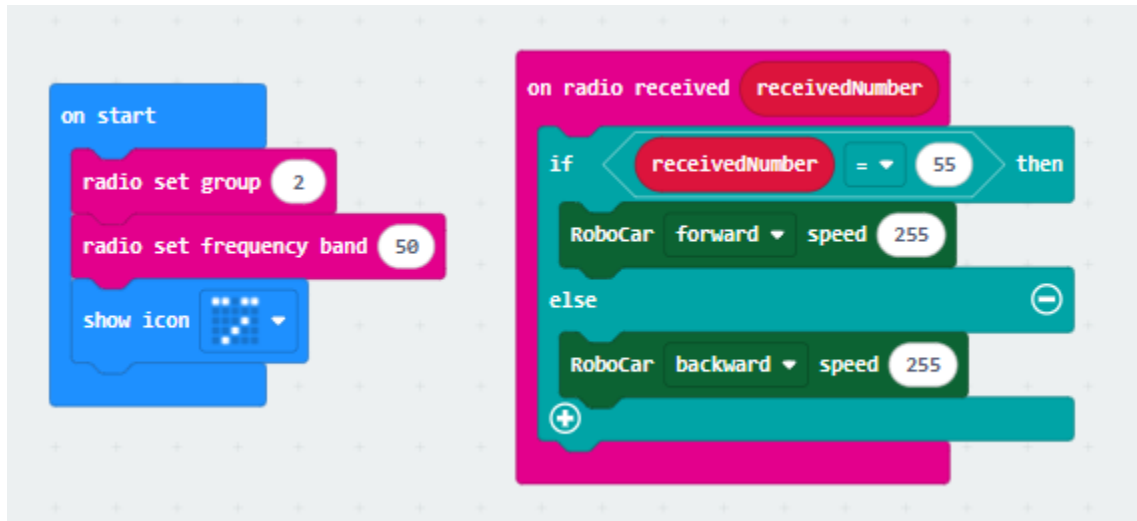 on start
radio set group 2
radio set frequency band 50
show icon
on radio received receivedNumber
if receivedNumber = 55 then
RoboCar forward speed 255
else
RoboCar backward speed 255